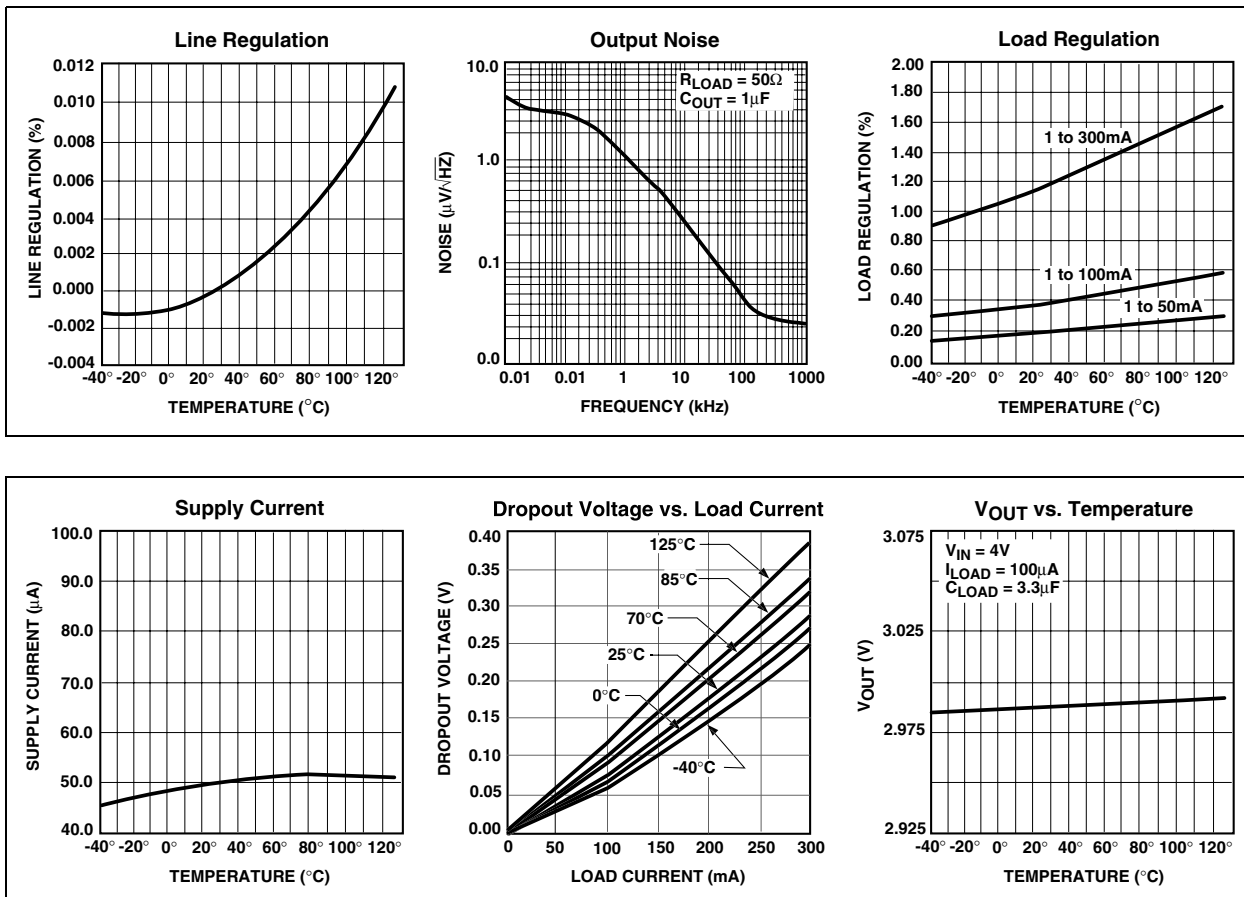 Line Regulation
0.012
0.010
0.008
0.006
0.004
0.002
0.000
-0.002
-0.004
LINE REGULATION (%)
-40° -20° 0° 20° 40° 60° 80° 100° 120°
TEMPERATURE (°C)
Output Noise
10.0
1.0
0.1
0.0
NOISE (μV/√HZ)
RLOAD = 50Ω
COUT = 1μF
0.01 0.01 1 10 100 1000
FREQUENCY (kHz)
Load Regulation
2.00
1.80
1.60
1.40
1.20
1.00
0.80
0.60
0.40
0.20
0.00
LOAD REGULATION (%)
1 to 300mA
1 to 100mA
1 to 50mA
-40° -20° 0° 20° 40° 60° 80° 100° 120°
TEMPERATURE (°C)
Supply Current
100.0
90.0
80.0
70.0
60.0
50.0
40.0
SUPPLY CURRENT (μA)
-40° -20° 0° 20° 40° 60° 80° 100° 120°
TEMPERATURE (°C)
Dropout Voltage vs. Load Current
0.40
0.35
0.30
0.25
0.20
0.15
0.10
0.05
0.00
DROPOUT VOLTAGE (V)
125°C
85°C
70°C
25°C
0°C
-40°C
0 50 100 150 200 250 300
LOAD CURRENT (mA)
VOUT vs. Temperature
3.075
3.025
2.975
2.925
VOUT (V)
VIN = 4V
ILOAD = 100μA
CLOAD = 3.3μF
-40° -20° 0° 20° 40° 60° 80° 100° 120°
TEMPERATURE (°C)